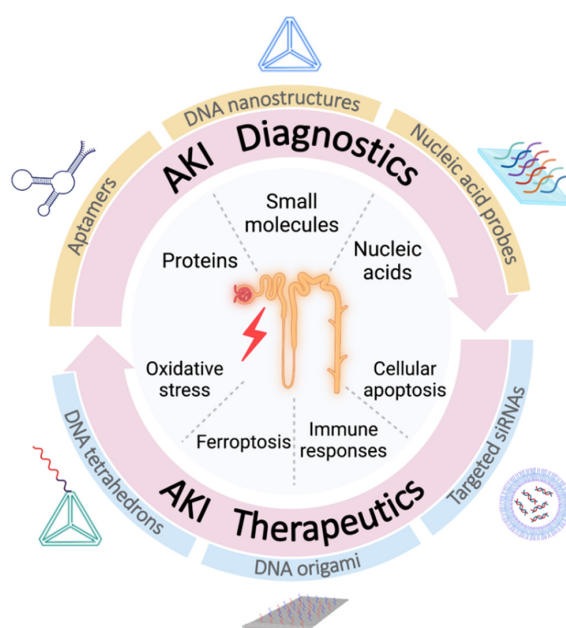 DNA nanostructures
Aptamers
Nucleic acid probes
AKI Diagnostics
Small
molecules
Proteins
Nucleic
acids
Oxidative
stress
Cellular
apoptosis
Ferroptosis
Immune
responses
AKI Therapeutics
DNA tetrahedrons
DNA origami
Targeted siRNAs